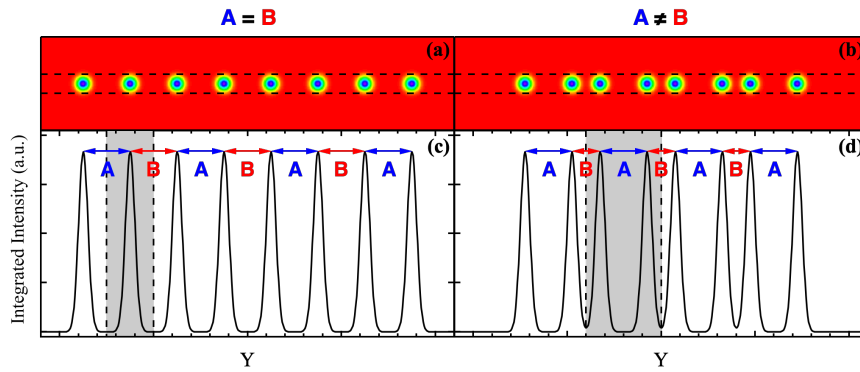 A = B
A ≠ B
(a)
(b)
Integrated Intensity (a.u.)
(c)
A B A B A B A
(d)
A B A B A B A
Y
Y